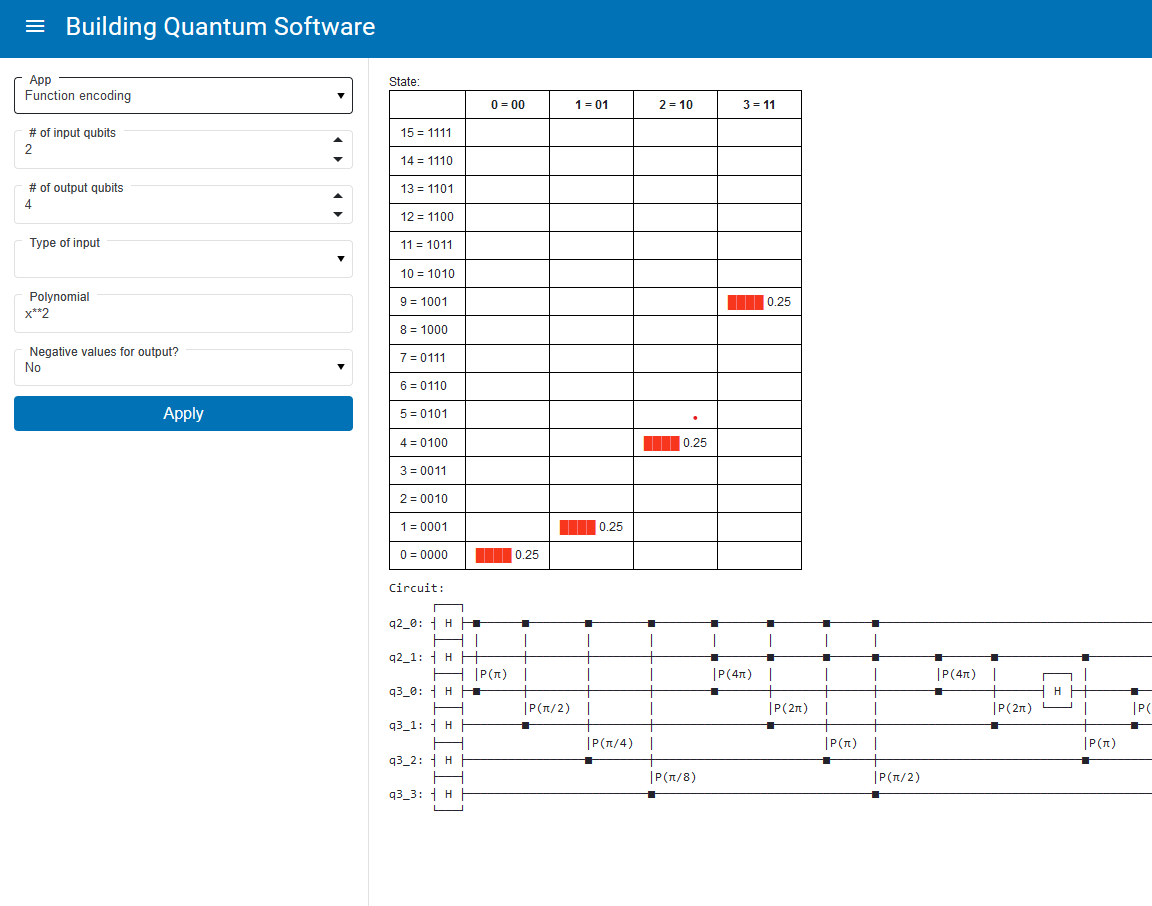 Building Quantum Software
App
Function encoding
# of input qubits
2
# of output qubits
4
Type of input
Polynomial
x**2
Negative values for output?
No
Apply
State:
0 = 00 1 = 01 2 = 10 3 = 11
15 = 1111
14 = 1110
13 = 1101
12 = 1100
11 = 1011
10 = 1010
9 = 1001 0.25
8 = 1000
7 = 0111
6 = 0110
5 = 0101
4 = 0100 0.25
3 = 0011
2 = 0010
1 = 0001 0.25
0 = 0000 0.25
Circuit:
q2_0: H
q2_1: H
P(π) P(4π) P(4π)
q3_0: H H
P(π/2) P(2π) P(2π) P(
q3_1: H
P(π/4) P(π) P(π)
q3_2: H
P(π/8) P(π/2)
q3_3: H